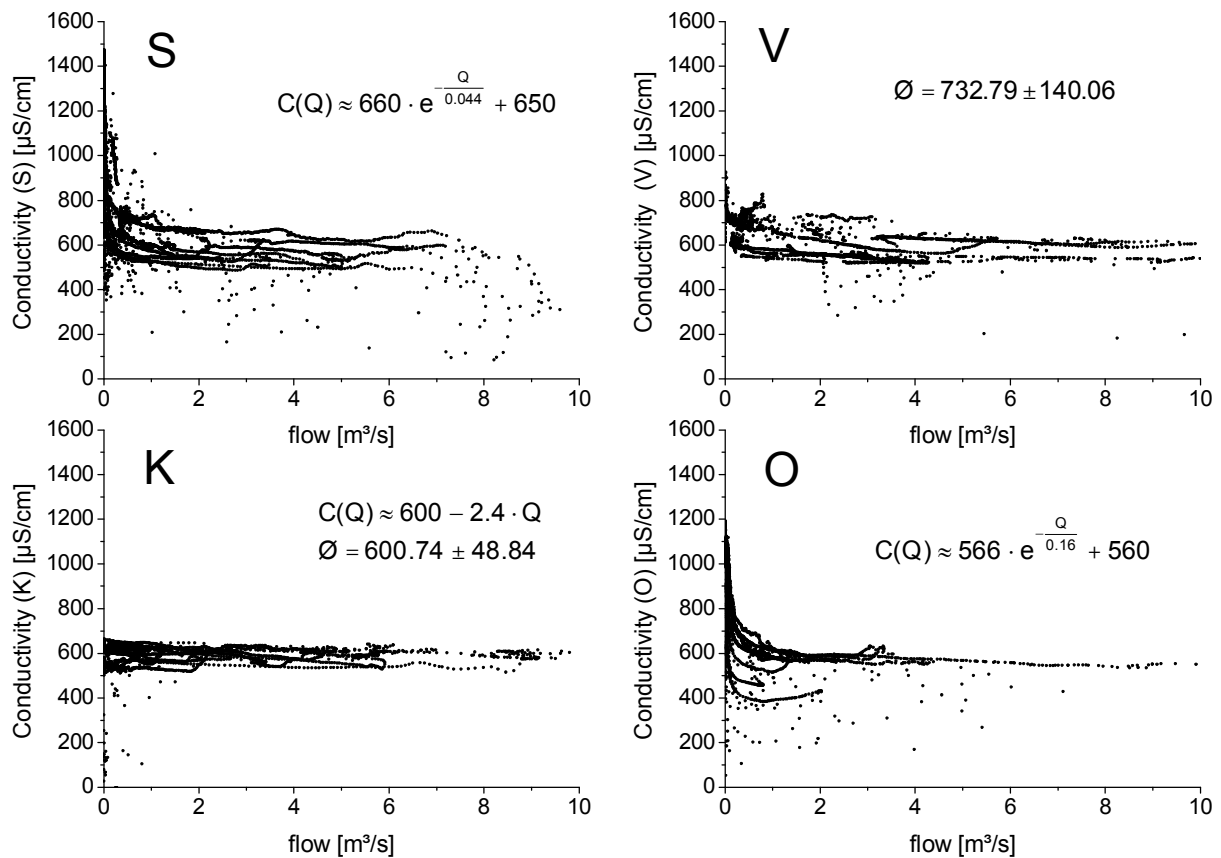 S
C(Q) ≈ 660 · e^(-Q/0.044) + 650
Conductivity (S) [µS/cm]
1600
1400
1200
1000
800
600
400
200
0
0 2 4 6 8 10
flow [m³/s]
V
Ø = 732.79 ± 140.06
Conductivity (V) [µS/cm]
1600
1400
1200
1000
800
600
400
200
0
0 2 4 6 8 10
flow [m³/s]
K
C(Q) ≈ 600 − 2.4 · Q
Ø = 600.74 ± 48.84
Conductivity (K) [µS/cm]
1600
1400
1200
1000
800
600
400
200
0
0 2 4 6 8 10
flow [m³/s]
O
C(Q) ≈ 566 · e^(-Q/0.16) + 560
Conductivity (O) [µS/cm]
1600
1400
1200
1000
800
600
400
200
0
0 2 4 6 8 10
flow [m³/s]